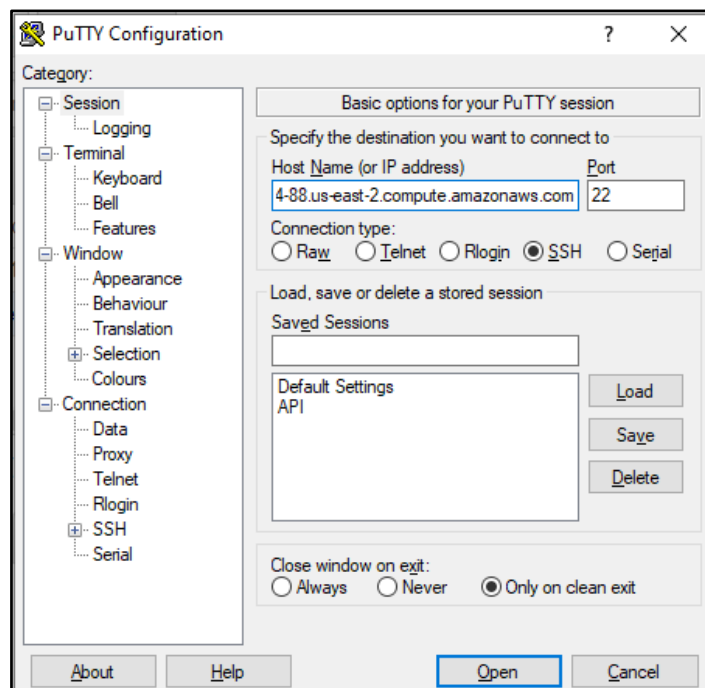 PuTTY Configuration
? X
Category:
Session
Logging
Terminal
Keyboard
Bell
Features
Window
Appearance
Behaviour
Translation
Selection
Colours
Connection
Data
Proxy
Telnet
Rlogin
SSH
Serial
Basic options for your PuTTY session
Specify the destination you want to connect to
Host Name (or IP address) Port
4-88.us-east-2.compute.amazonaws.com 22
Connection type:
Raw Telnet Rlogin SSH Serial
Load, save or delete a stored session
Saved Sessions
Default Settings
API
Load
Save
Delete
Close window on exit:
Always Never Only on clean exit
About Help Open Cancel